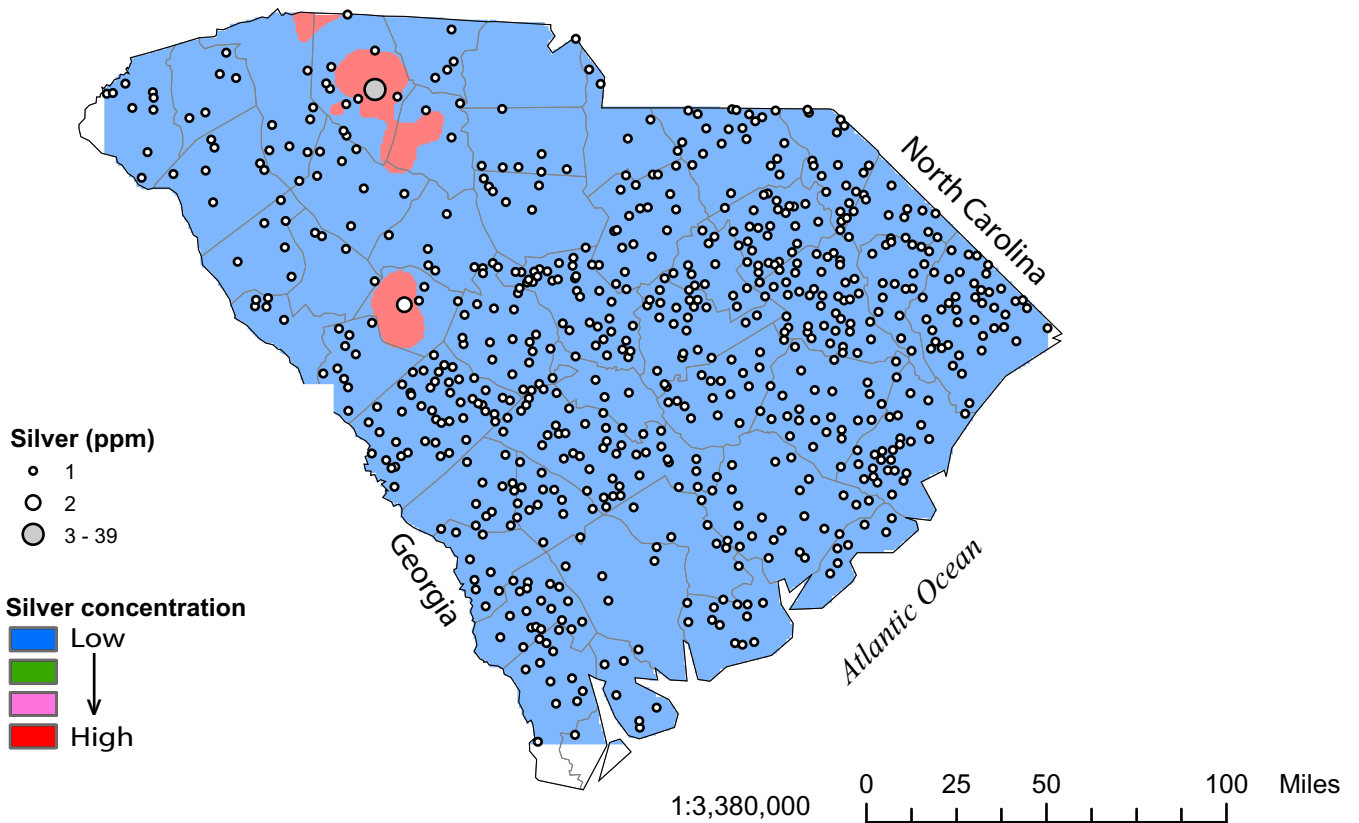 North Carolina
Silver (ppm)
1
2
3 - 39
Georgia
Atlantic Ocean
Silver concentration
Low
High
0 25 50 100 Miles
1:3,380,000